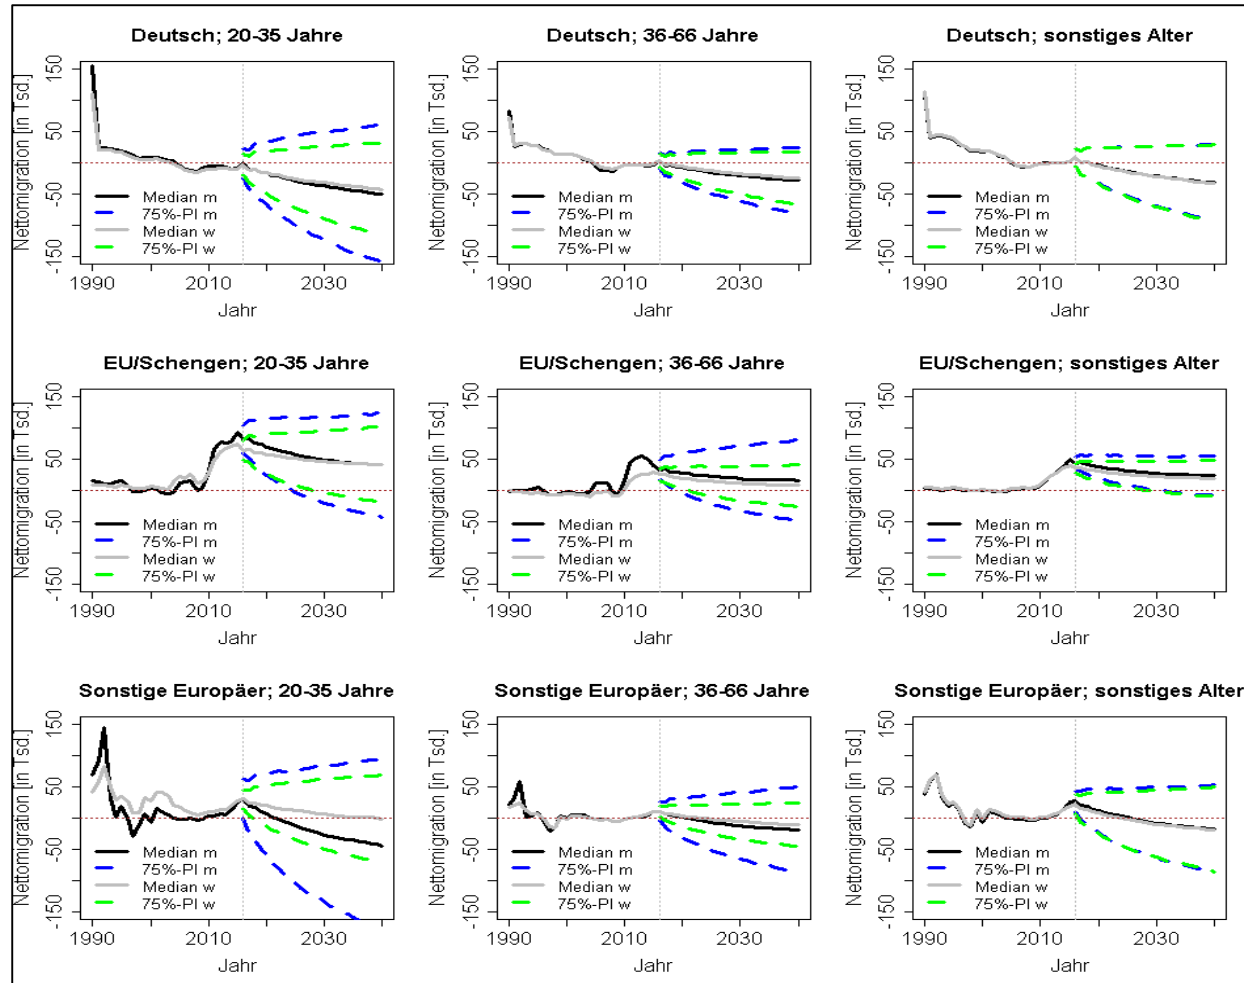 Deutsch; 20-35 Jahre
Nettomigration [in Tsd.]
150
50
-50
-150
Median m
75%-PI m
Median w
75%-PI w
1990
2010
2030
Jahr
Deutsch; 36-66 Jahre
Nettomigration [in Tsd.]
150
50
-50
-150
Median m
75%-PI m
Median w
75%-PI w
1990
2010
2030
Jahr
Deutsch; sonstiges Alter
Nettomigration [in Tsd.]
150
50
-50
-150
Median m
75%-PI m
Median w
75%-PI w
1990
2010
2030
Jahr
EU/Schengen; 20-35 Jahre
Nettomigration [in Tsd.]
150
50
-50
-150
Median m
75%-PI m
Median w
75%-PI w
1990
2010
2030
Jahr
EU/Schengen; 36-66 Jahre
Nettomigration [in Tsd.]
150
50
-50
-150
Median m
75%-PI m
Median w
75%-PI w
1990
2010
2030
Jahr
EU/Schengen; sonstiges Alter
Nettomigration [in Tsd.]
150
50
-50
-150
Median m
75%-PI m
Median w
75%-PI w
1990
2010
2030
Jahr
Sonstige Europäer; 20-35 Jahre
Nettomigration [in Tsd.]
150
50
-50
-150
Median m
75%-PI m
Median w
75%-PI w
1990
2010
2030
Jahr
Sonstige Europäer; 36-66 Jahre
Nettomigration [in Tsd.]
150
50
-50
-150
Median m
75%-PI m
Median w
75%-PI w
1990
2010
2030
Jahr
Sonstige Europäer; sonstiges Alter
Nettomigration [in Tsd.]
150
50
-50
-150
Median m
75%-PI m
Median w
75%-PI w
1990
2010
2030
Jahr